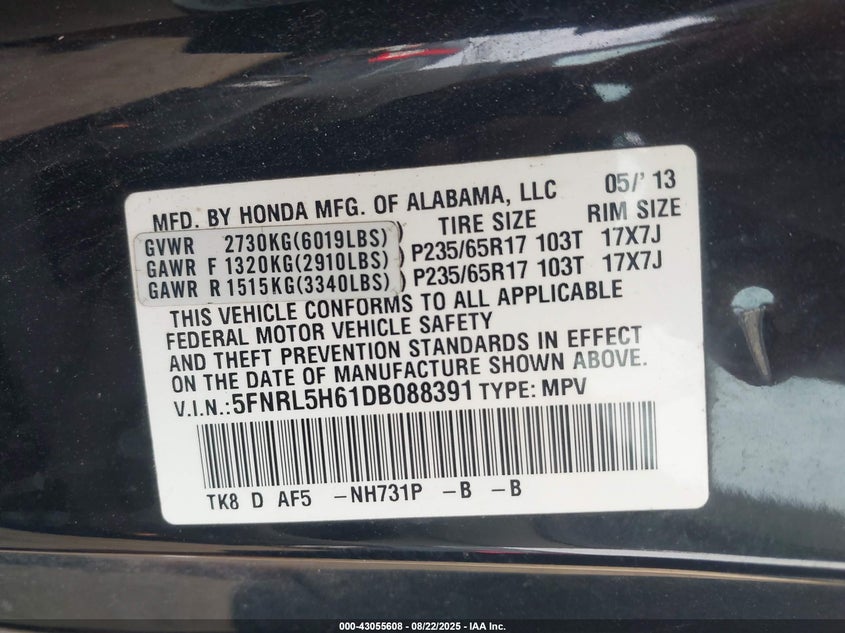 MFD. BY HONDA MFG. OF ALABAMA, LLC 05/' 13
TIRE SIZE RIM SIZE
GVWR 2730KG(6019LBS)
GAWR F 1320KG(2910LBS) P235/65R17 103T 17X7J
GAWR R 1515KG(3340LBS) P235/65R17 103T 17X7J
THIS VEHICLE CONFORMS TO ALL APPLICABLE
FEDERAL MOTOR VEHICLE SAFETY
AND THEFT PREVENTION STANDARDS IN EFFECT
ON THE DATE OF MANUFACTURE SHOWN ABOVE.
V.I.N.:5FNRL5H61DB088391 TYPE: MPV
TK8 D AF5 -NH731P -B -B
000-43055608 - 08/22/2025 - IAA Inc.